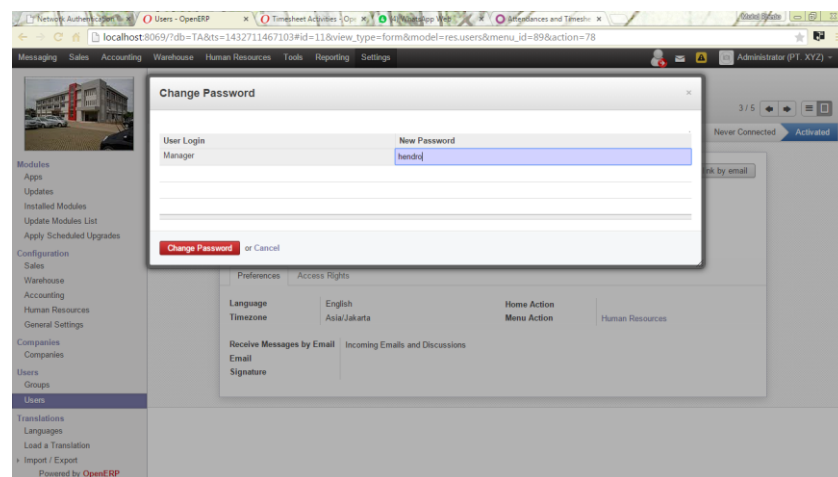 Network Authentication
Users - OpenERP
Timesheet Activities - Ope
WhatsApp Web
Attendances and Timeshe
localhost:8069/?db=TA&ts=1432711467103#id=11&view_type=form&model=res.users&menu_id=89&action=78
Messaging Sales Accounting Warehouse Human Resources Tools Reporting Settings
Administrator (PT. XYZ)
Change Password
×
3 / 5
User Login New Password
Never Connected Activated
Manager hendro
Modules
Apps
by email
Updates
Installed Modules
Update Modules List
Apply Scheduled Upgrades
Change Password or Cancel
Configuration
Sales
Warehouse
Preferences Access Rights
Accounting
Human Resources
General Settings
Language English Home Action
Timezone Asia/Jakarta Menu Action Human Resources
Companies
Companies
Receive Messages by Email Incoming Emails and Discussions
Email
Signature
Users
Groups
Users
Translations
Languages
Load a Translation
Import / Export
Powered by OpenERP